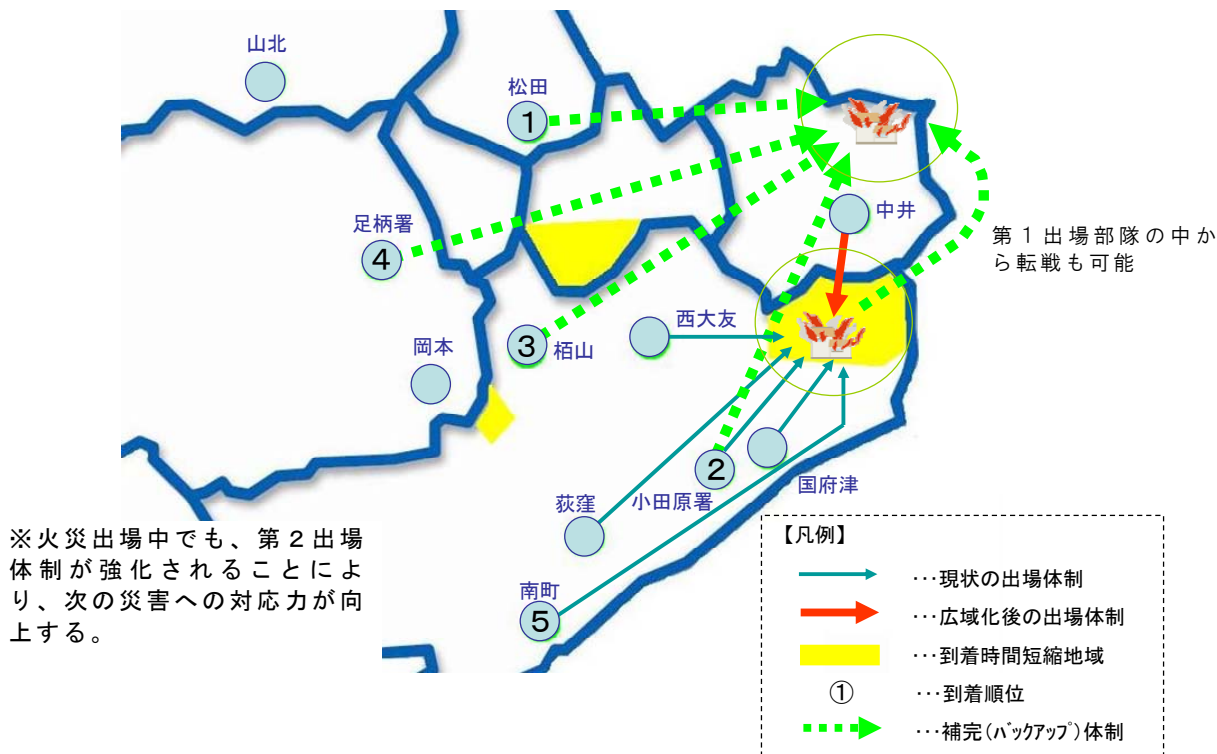 山北
松田
1
足柄署
4
中井
第1出場部隊の中か
ら転戦も可能
西大友
岡本
3
栢山
2
小田原署
国府津
荻窪
南町
5
※火災出場中でも、第2出場
体制が強化されることによ
り、次の災害への対応力が向
上する。
【凡例】
…現状の出場体制
…広域化後の出場体制
…到着時間短縮地域
① …到着順位
…補完(ﾊﾞｯｸｱｯﾌﾟ)体制